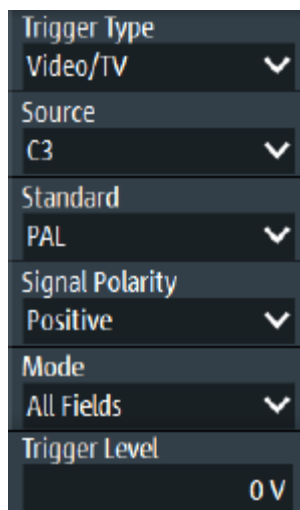 Trigger Type
Video/TV
Source
C3
Standard
PAL
Signal Polarity
Positive
Mode
All Fields
Trigger Level
0 V